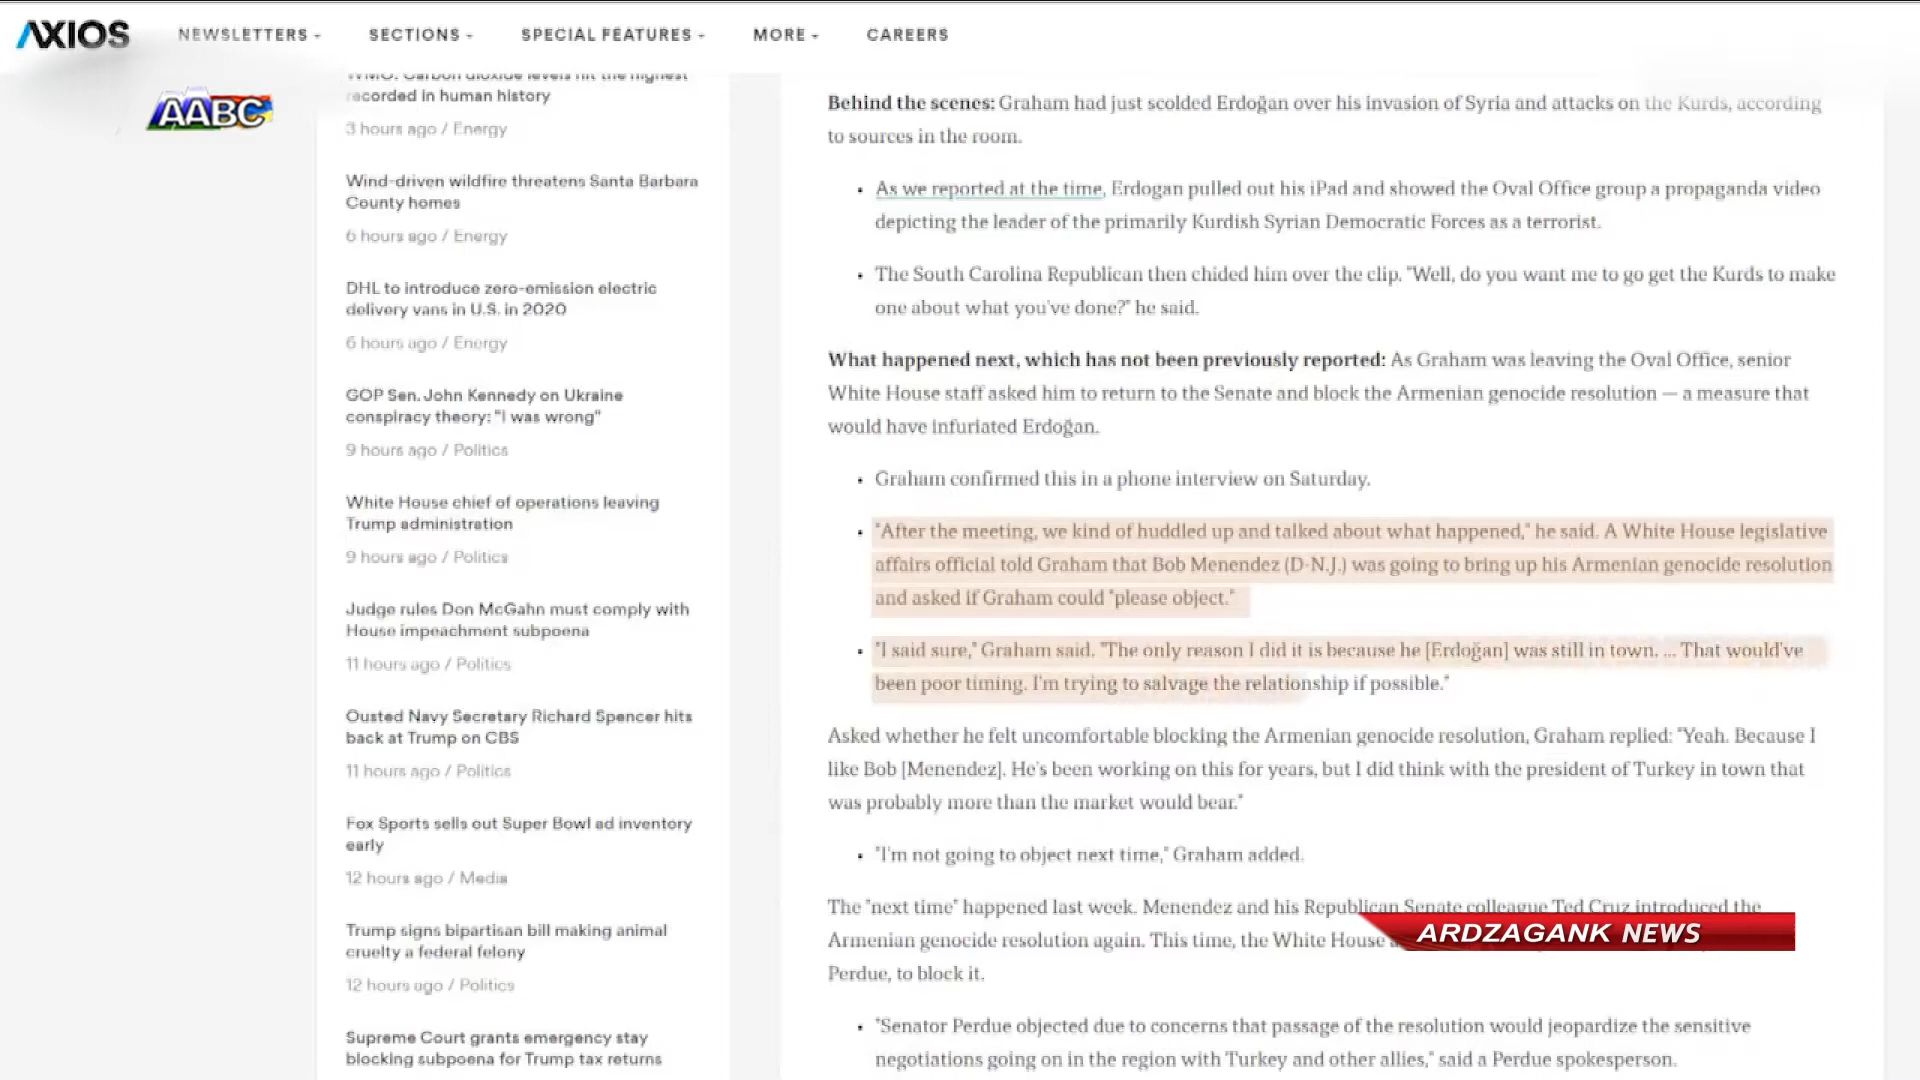 AXIOS
NEWSLETTERS
SECTIONS
SPECIAL FEATURES
MORE
CAREERS
AABC
WMO: Carbon dioxide levels hit the highest
recorded in human history
3 hours ago / Energy
Wind-driven wildfire threatens Santa Barbara
County homes
6 hours ago / Energy
DHL to introduce zero-emission electric
delivery vans in U.S. in 2020
6 hours ago / Energy
GOP Sen. John Kennedy on Ukraine
conspiracy theory: "I was wrong"
9 hours ago / Politics
White House chief of operations leaving
Trump administration
9 hours ago / Politics
Judge rules Don McGahn must comply with
House impeachment subpoena
11 hours ago / Politics
Ousted Navy Secretary Richard Spencer hits
back at Trump on CBS
11 hours ago / Politics
Fox Sports sells out Super Bowl ad inventory
early
12 hours ago / Media
Trump signs bipartisan bill making animal
cruelty a federal felony
12 hours ago / Politics
Supreme Court grants emergency stay
blocking subpoena for Trump tax returns
Behind the scenes: Graham had just scolded Erdoğan over his invasion of Syria and attacks on the Kurds, according
to sources in the room.
• As we reported at the time, Erdogan pulled out his iPad and showed the Oval Office group a propaganda video
depicting the leader of the primarily Kurdish Syrian Democratic Forces as a terrorist.
• The South Carolina Republican then chided him over the clip. "Well, do you want me to go get the Kurds to make
one about what you've done?" he said.
What happened next, which has not been previously reported: As Graham was leaving the Oval Office, senior
White House staff asked him to return to the Senate and block the Armenian genocide resolution — a measure that
would have infuriated Erdoğan.
• Graham confirmed this in a phone interview on Saturday.
• "After the meeting, we kind of huddled up and talked about what happened," he said. A White House legislative
affairs official told Graham that Bob Menendez (D-N.J.) was going to bring up his Armenian genocide resolution
and asked if Graham could "please object."
• "I said sure," Graham said. "The only reason I did it is because he [Erdoğan] was still in town. ... That would've
been poor timing. I'm trying to salvage the relationship if possible."
Asked whether he felt uncomfortable blocking the Armenian genocide resolution, Graham replied: "Yeah. Because I
like Bob [Menendez]. He's been working on this for years, but I did think with the president of Turkey in town that
was probably more than the market would bear."
• "I'm not going to object next time," Graham added.
The "next time" happened last week. Menendez and his Republican Senate colleague Ted Cruz introduced the
Armenian genocide resolution again. This time, the White House
Perdue, to block it.
• "Senator Perdue objected due to concerns that passage of the resolution would jeopardize the sensitive
negotiations going on in the region with Turkey and other allies," said a Perdue spokesperson.
ARDZAGANK NEWS